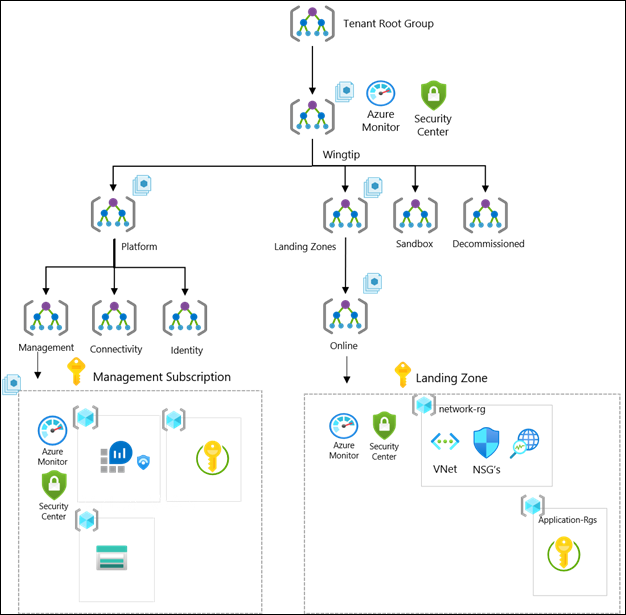 Tenant Root Group
Azure
Monitor
Security
Center
Wingtip
Platform
Landing Zones
Sandbox
Decommissioned
Management
Connectivity
Identity
Online
Management Subscription
Landing Zone
Azure
Monitor
Security
Center
Azure
Monitor
Security
Center
network-rg
VNet
NSG's
Application-Rgs